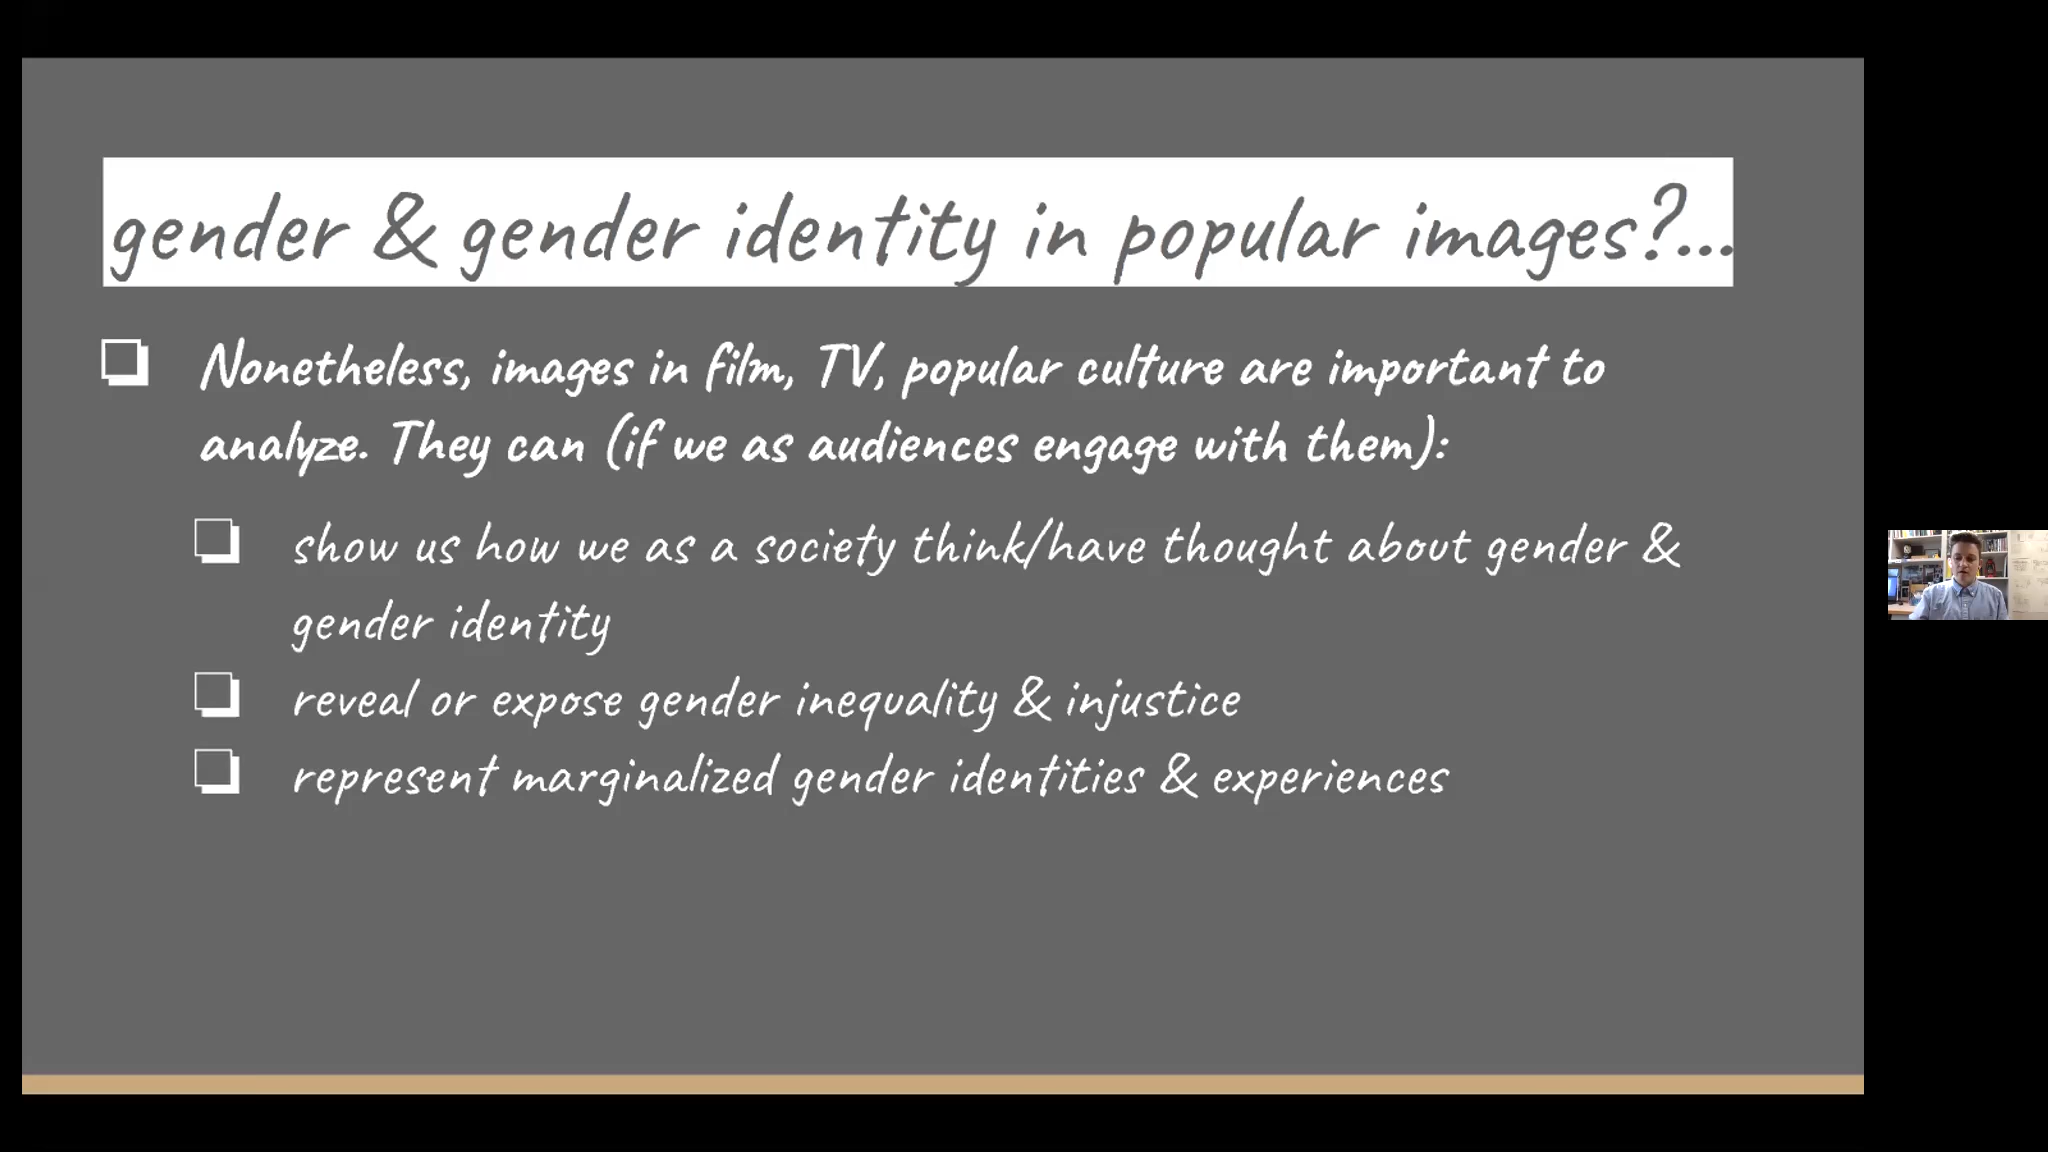 gender & gender identity in popular images?...
Nonetheless, images in film, TV, popular culture are important to
analyze. They can (if we as audiences engage with them):
show us how we as a society think/have thought about gender &
gender identity
reveal or expose gender inequality & injustice
represent marginalized gender identities & experiences